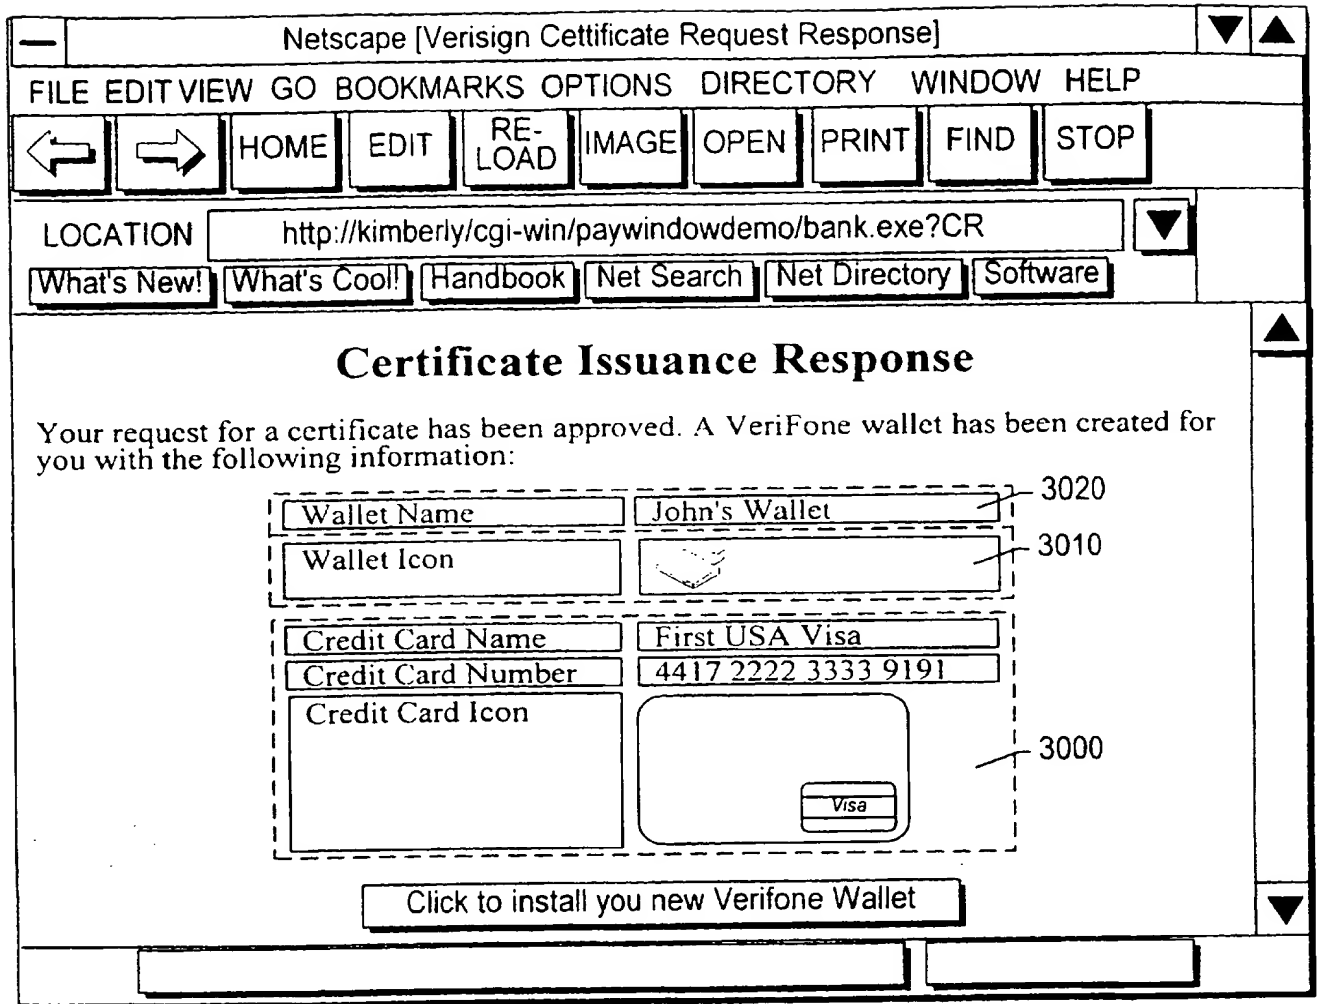 Netscape [Verisign Cettificate Request Response]
FILE EDIT VIEW GO BOOKMARKS OPTIONS DIRECTORY WINDOW HELP
HOME EDIT RE-LOAD IMAGE OPEN PRINT FIND STOP
LOCATION http://kimberly/cgi-win/paywindowdemo/bank.exe?CR
What's New! What's Cool! Handbook Net Search Net Directory Software
Certificate Issuance Response
Your request for a certificate has been approved. A VeriFone wallet has been created for
you with the following information:
Wallet Name John's Wallet 3020
Wallet Icon 3010
Credit Card Name First USA Visa
Credit Card Number 4417 2222 3333 9191
Credit Card Icon
3000
Visa
Click to install you new Verifone Wallet